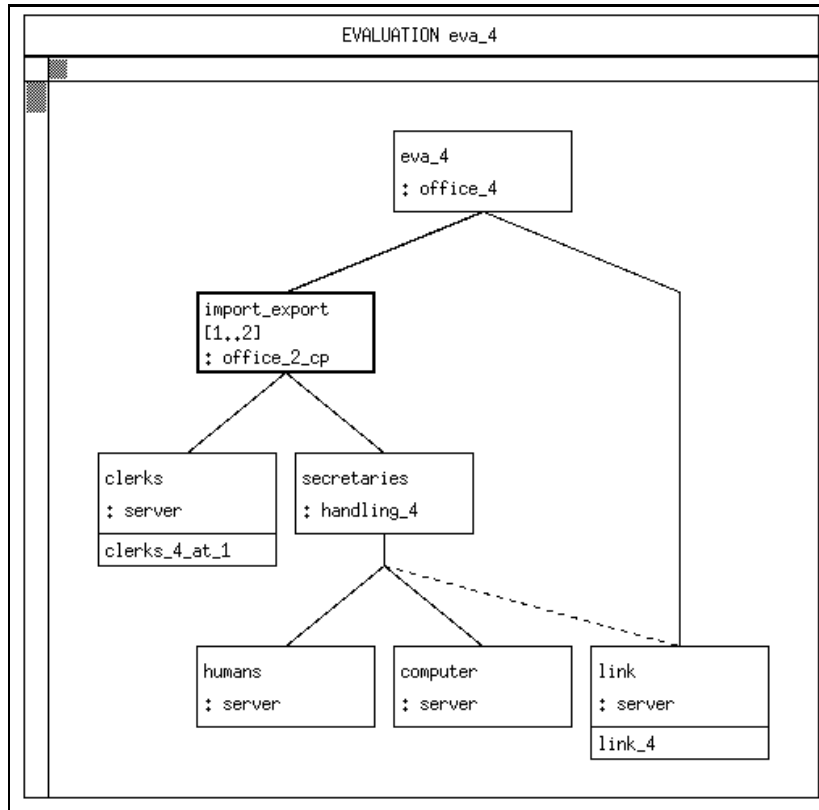 EVALUATION eva_4
eva_4
: office_4
import_export
[1..2]
: office_2_cp
clerks
: server
clerks_4_at_1
secretaries
: handling_4
humans
: server
computer
: server
link
: server
link_4